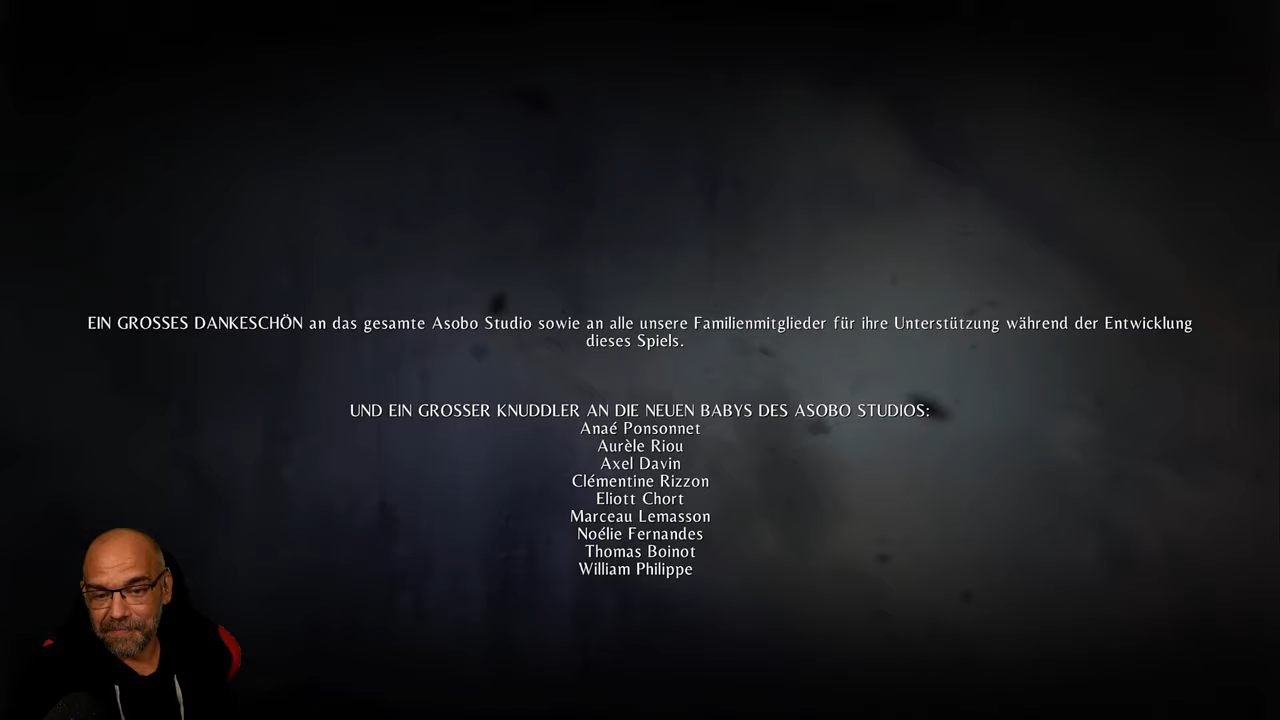 EIN GROSSES DANKESCHÖN an das gesamte Asobo Studio sowie an alle unsere Familienmitglieder für ihre Unterstützung während der Entwicklung
dieses Spiels.
UND EIN GROSSER KNUDDLER AN DIE NEUEN BABYS DES ASOBO STUDIOS:
Anaé Ponsonnet
Aurèle Riou
Axel Davin
Clémentine Rizzon
Eliott Chort
Marceau Lemasson
Noélie Fernandes
Thomas Boinot
William Philippe